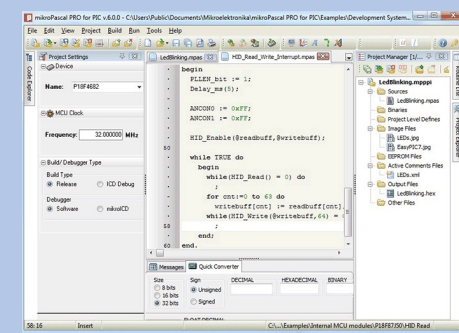 mikroPascal PRO for PIC v.6.0.0 - C:\Users\Public\Documents\Mikroelektronika\mikroPascal PRO for PIC\Examples\Development System...
File Edit View Project Build Run Tools Help
Code Explorer
Project Settings
Device
Name: P18F4682
MCU Clock
Frequency: 32.000000 MHz
Build/ Debugger Type
Build Type
Release ICD Debug
Debugger
Software mikroICD
LedBlinking.mpas HID_Read_Write_Interrupt.mpas
begin
PLLEN_bit := 1;
Delay_ms(5);
ANCON0 := 0xFF;
ANCON1 := 0xFF;
HID_Enable(@readbuff,@writebuff);
50
while TRUE do
begin
while(HID_Read() = 0) do
;
for cnt:=0 to 63 do
writebuff[cnt] := readbuff[cnt]
while(HID_Write(@writebuff,64) =
;
end;
60 end.
Messages Quick Converter
Size Sign DECIMAL HEXADECIMAL BINARY
8 bits Unsigned
16 bits
32 bits Signed
FLOAT DECIMAL
Project Manager [1/...
LedBlinking.mpppi
Sources
LedBlinking.mpas
Binaries
Project Level Defines
Image Files
LEDs.jpg
EasyPIC7.jpg
EEPROM Files
Active Comments Files
LEDs.xml
Output Files
LedBlinking.hex
Other Files
Project Explorer
58: 16 Insert C:\...\Examples\Internal MCU modules\P18F87J50\HID Read